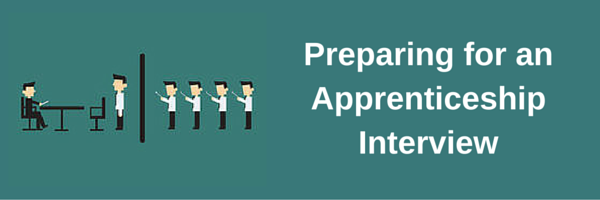 Preparing for an
Apprenticeship
Interview